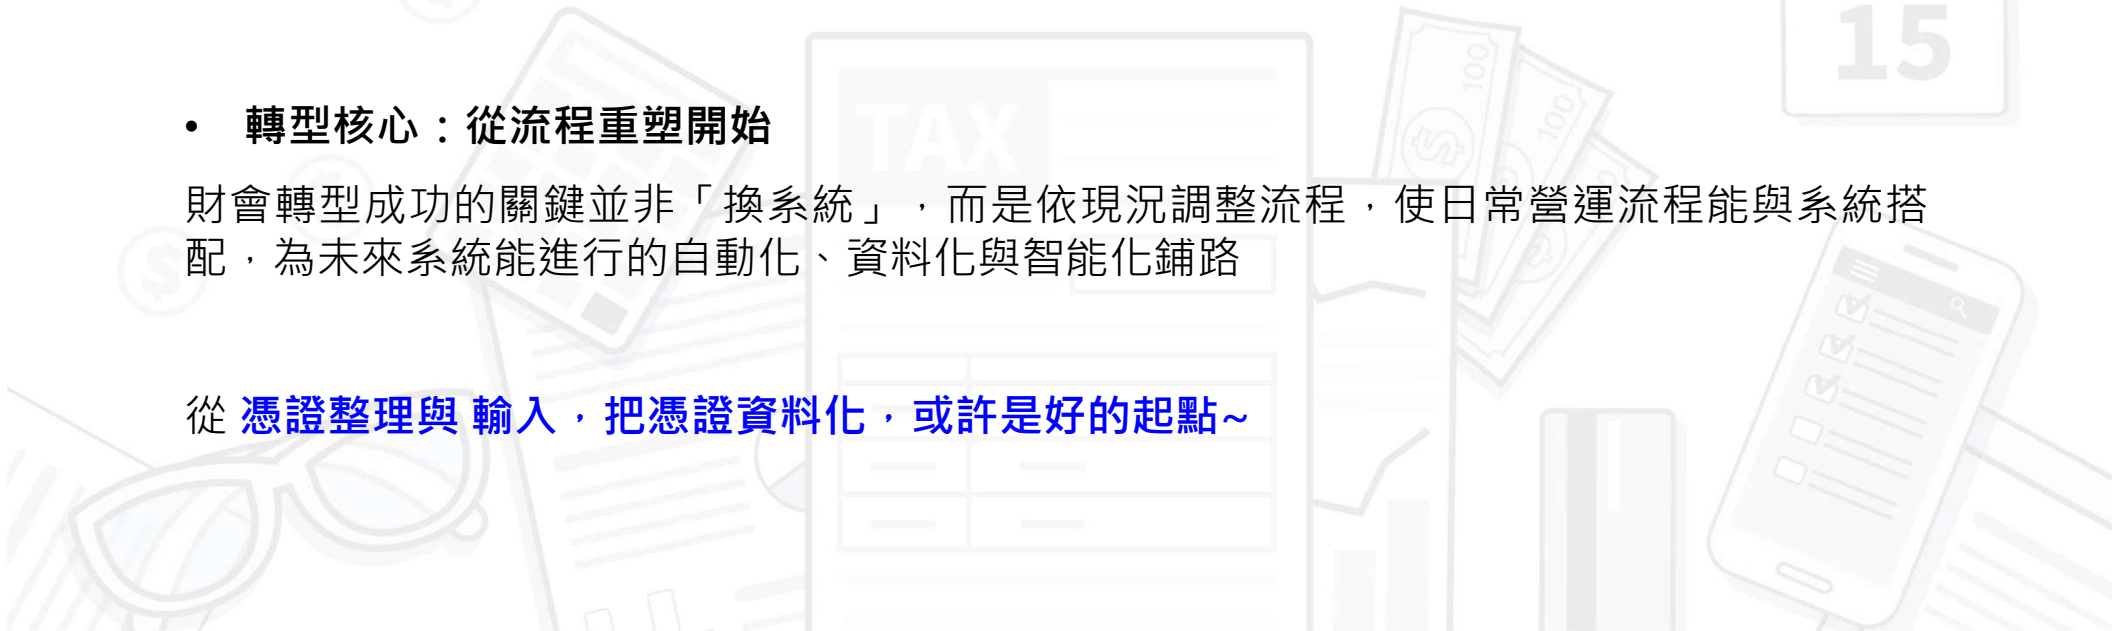 15
TAX
100
100
• 轉型核心：從流程重塑開始
財會轉型成功的關鍵並非「換系統」，而是依現況調整流程，使日常營運流程能與系統搭
配，為未來系統能進行的自動化、資料化與智能化鋪路
從 憑證整理與 輸入，把憑證資料化，或許是好的起點~